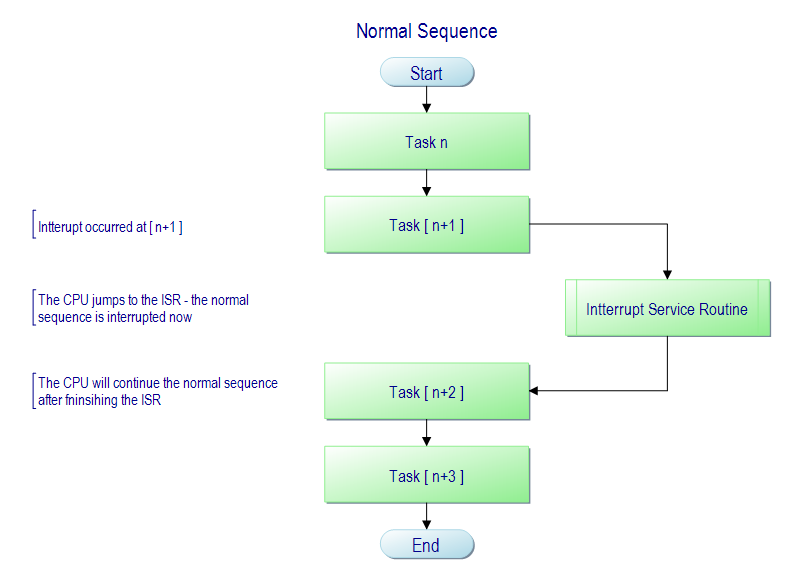 Normal Sequence
Start
Task n
Intterupt occurred at [ n+1 ]
Task [ n+1 ]
The CPU jumps to the ISR - the normal
sequence is interrupted now
Intterrupt Service Routine
The CPU will continue the normal sequence
after fninsihing the ISR
Task [ n+2 ]
Task [ n+3 ]
End